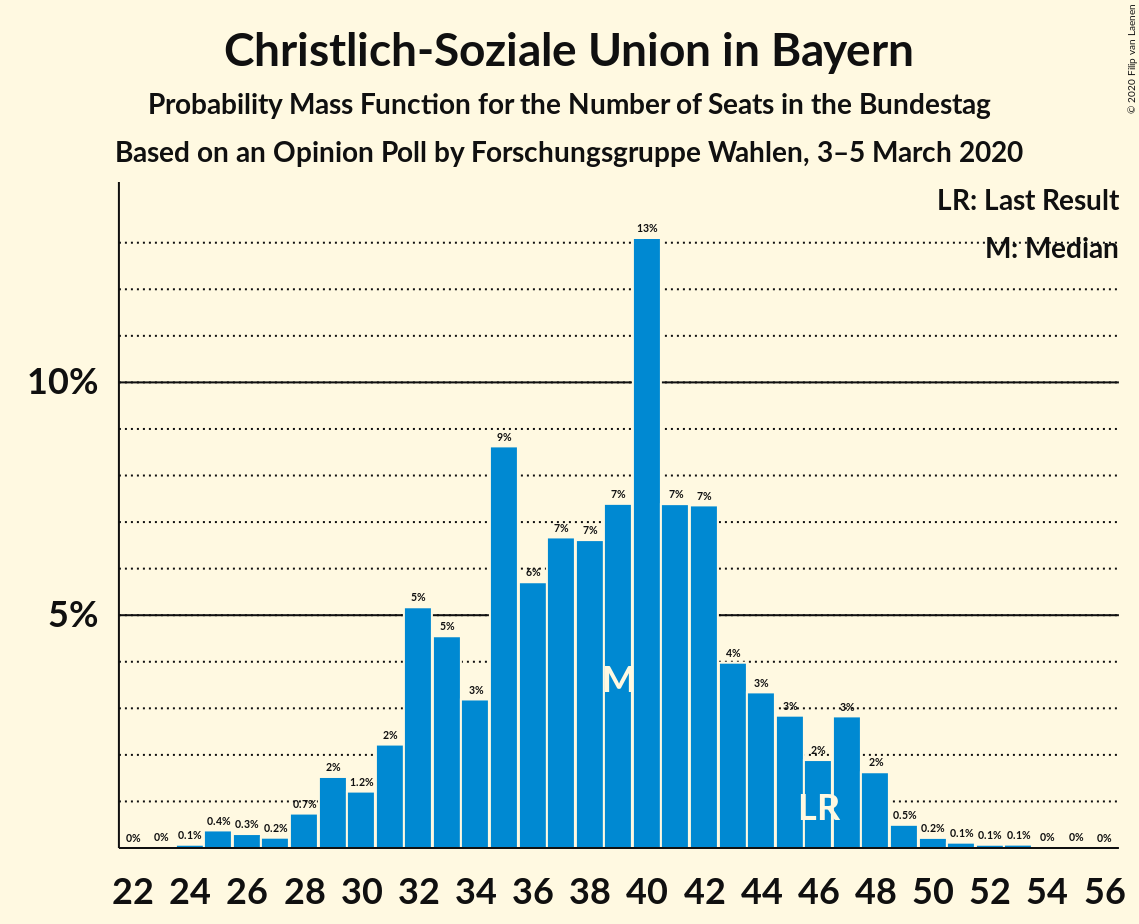 Christlich-Soziale Union in Bayern
Probability Mass Function for the Number of Seats in the Bundestag
Based on an Opinion Poll by Forschungsgruppe Wahlen, 3–5 March 2020
© 2020 Filip van Laenen
LR: Last Result
M: Median
10%
5%
0% 0% 0.1% 0.4% 0.3% 0.2% 0.7% 2% 1.2% 2% 5% 5% 3% 9% 6% 7% 7% 7% 13% 7% 7% 4% 3% 3% 2% 3% 2% 0.5% 0.2% 0.1% 0.1% 0.1% 0% 0% 0%
M
LR
22 24 26 28 30 32 34 36 38 40 42 44 46 48 50 52 54 56